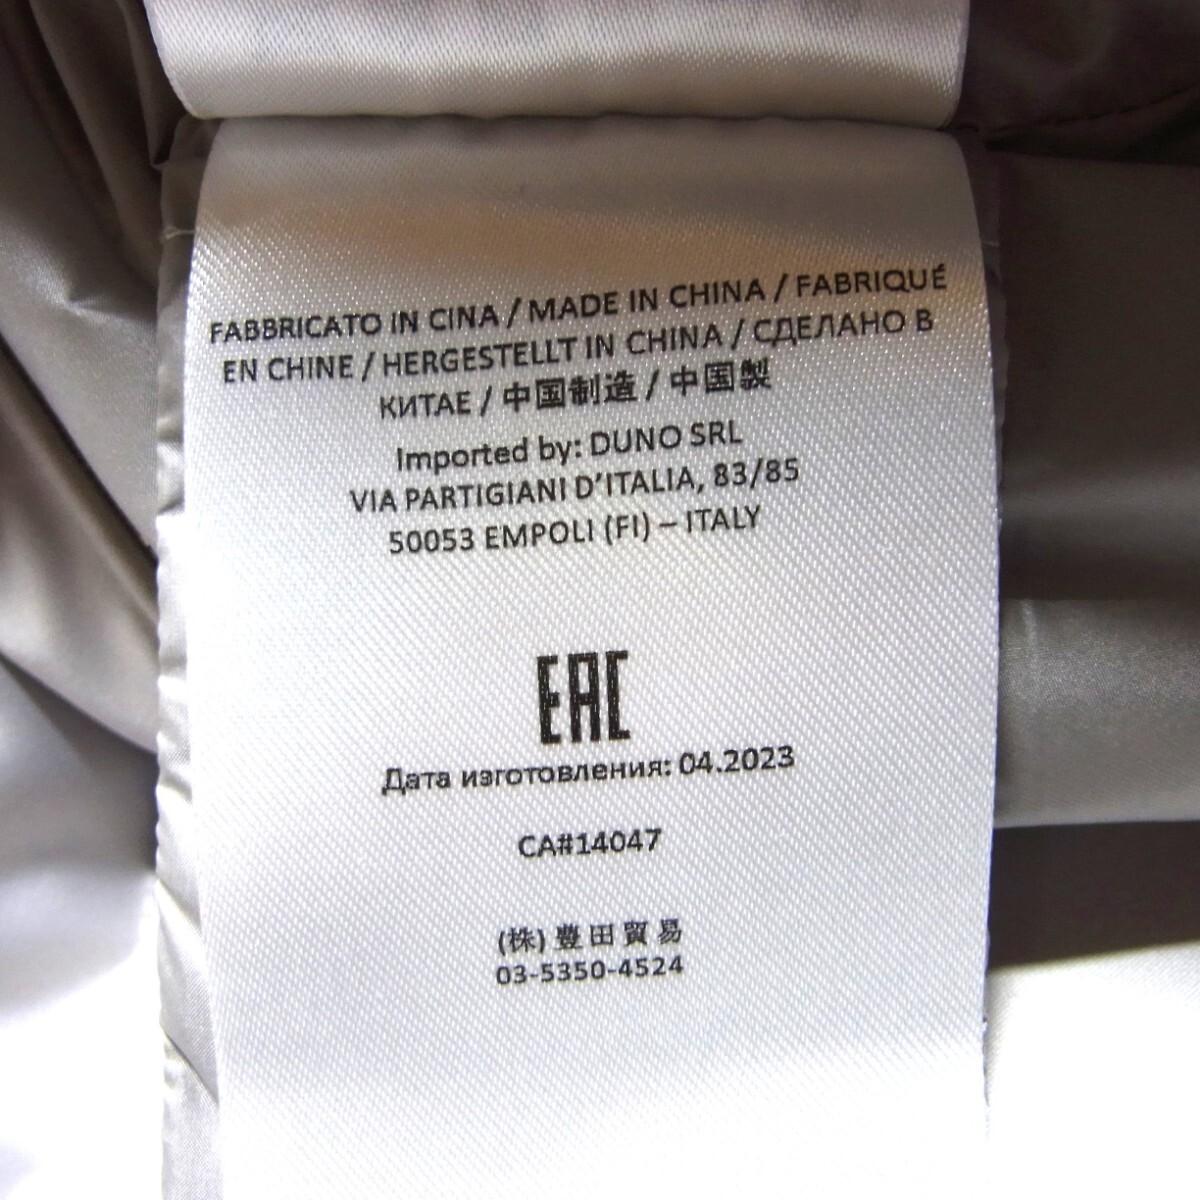 FABBRICATO IN CINA / MADE IN CHINA / FABRIQUÉ
EN CHINE / HERGESTELLT IN CHINA / СДЕЛАНО В
КИТАЕ / 中国制造 / 中国製
Imported by: DUNO SRL
VIA PARTIGIANI D'ITALIA, 83/85
50053 EMPOLI (FI) – ITALY
EAC
Дата изготовления: 04.2023
CA#14047
(株) 豊田貿易
03-5350-4524